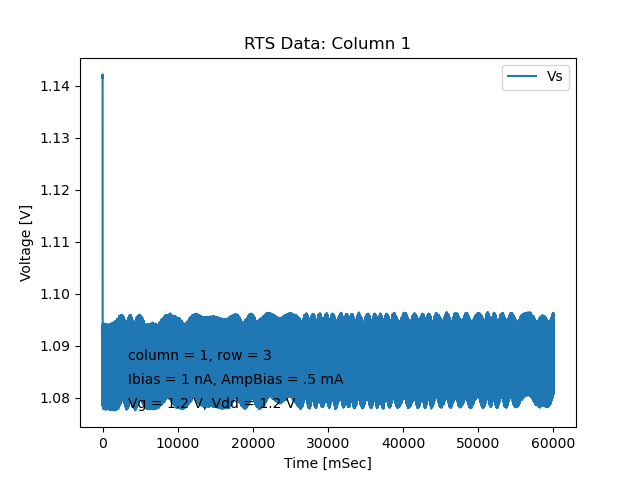 RTS Data: Column 1
Vs
Voltage [V]
1.14
1.13
1.12
1.11
1.10
1.09
1.08
column = 1, row = 3
Ibias = 1 nA, AmpBias = .5 mA
Vg = 1.2 V, Vdd = 1.2 V
0 10000 20000 30000 40000 50000 60000
Time [mSec]